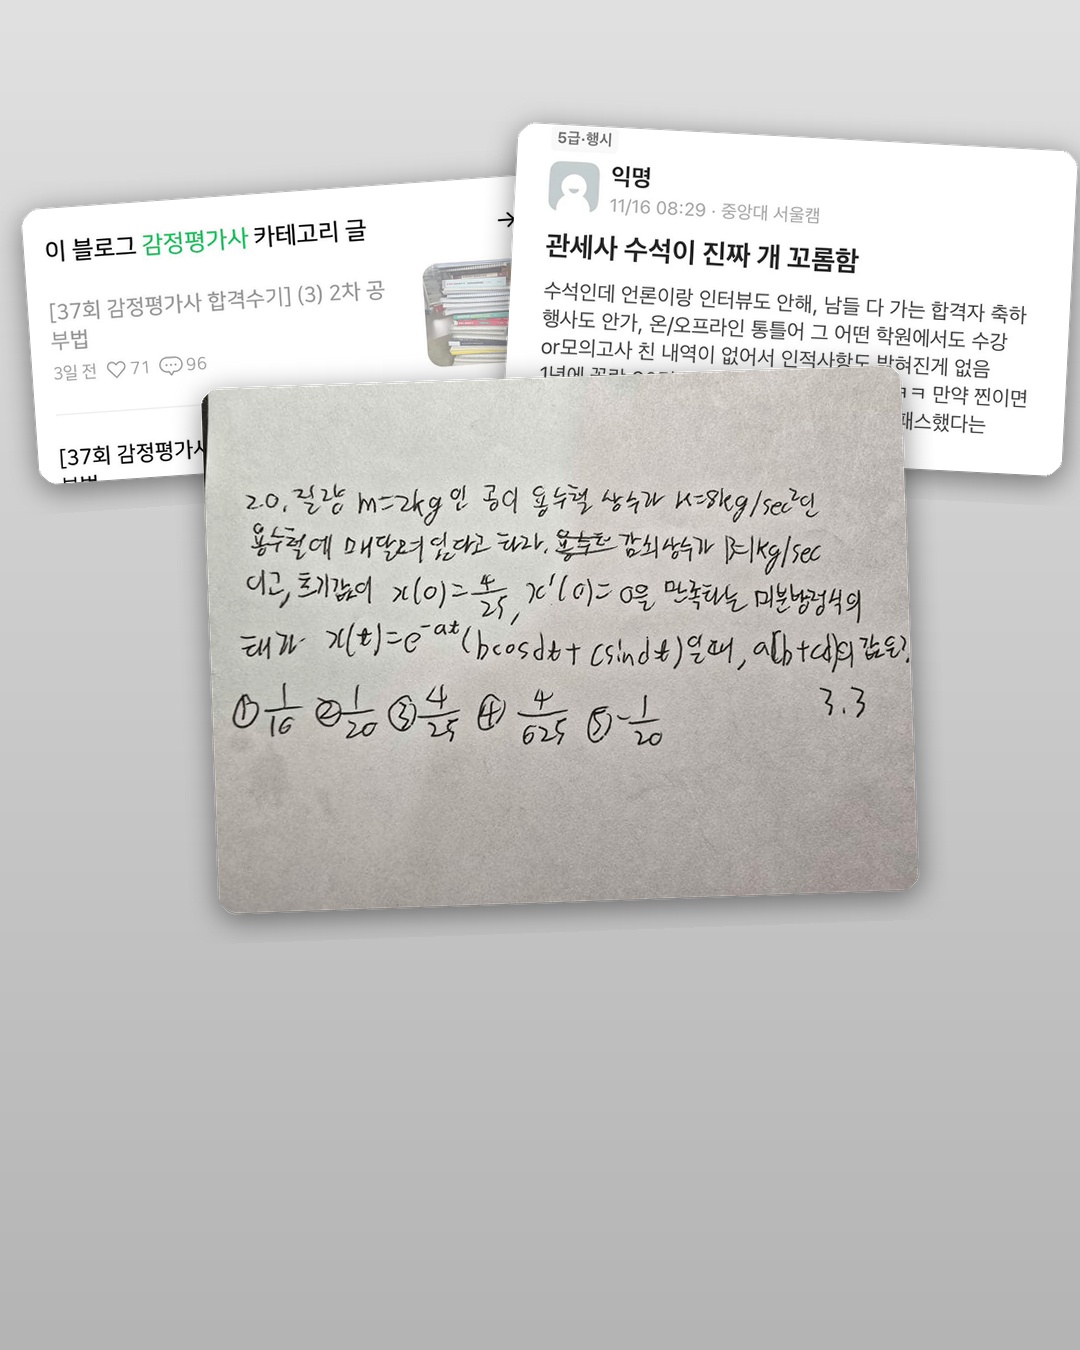 이 블로그 감정평가사 카테고리 글
→
[37회 감정평가사 합격수기] (3) 2차 공
부법
3일 전 71 96
[37회 감정평가사
5급·행시
익명
11/16 08:29 · 중앙대 서울캠
관세사 수석이 진짜 개 꼬롬함
수석인데 언론이랑 인터뷰도 안해, 남들 다 가는 합격자 축하
행사도 안가, 온/오프라인 통틀어 그 어떤 학원에서도 수강
or모의고사 친 내역이 없어서 인적사항도 밝혀진게 없음
ㅋㅋ 만약 찐이면
패스했다는
20. 질량 m=2kg인 공이 용수철 상수가 k=8kg/sec²인
용수철에 매달려 있다고 하자. 감쇠상수가 β=1kg/sec
이고, 초기값이 x(0)=4/25, x'(0)=0을 만족하는 미분방정식의
해가 x(t)=e^-at(bcosdt+csindt)일 때, a(b+cd)의 값은?
① 1/16 ② 1/20 ③ 4/25 ④ 4/625 ⑤ -1/20
3.3